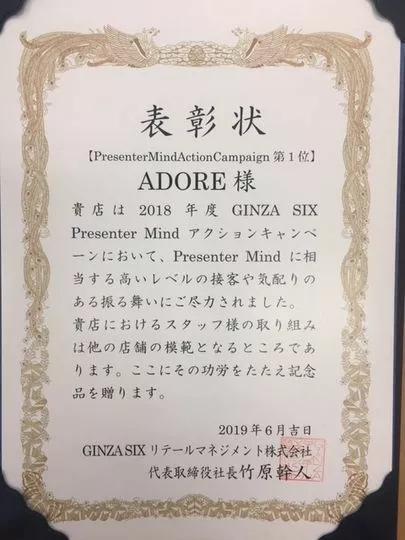 表彰状
【PresenterMindActionCampaign 第1位】
ADORE 様
貴店は 2018 年度 GINZA SIX
Presenter Mind アクションキャンペ
ーンにおいて、Presenter Mind に相
当する高いレベルの接客や気配りの
ある振る舞いにご尽力されました。
貴店におけるスタッフ様の取り組み
は他の店舗の模範となるところであ
ります。ここにその功労をたたえ記念
品を贈ります。
2019 年 6 月吉日
GINZA SIX リテールマネジメント株式会社
代表取締役社長 竹原幹人